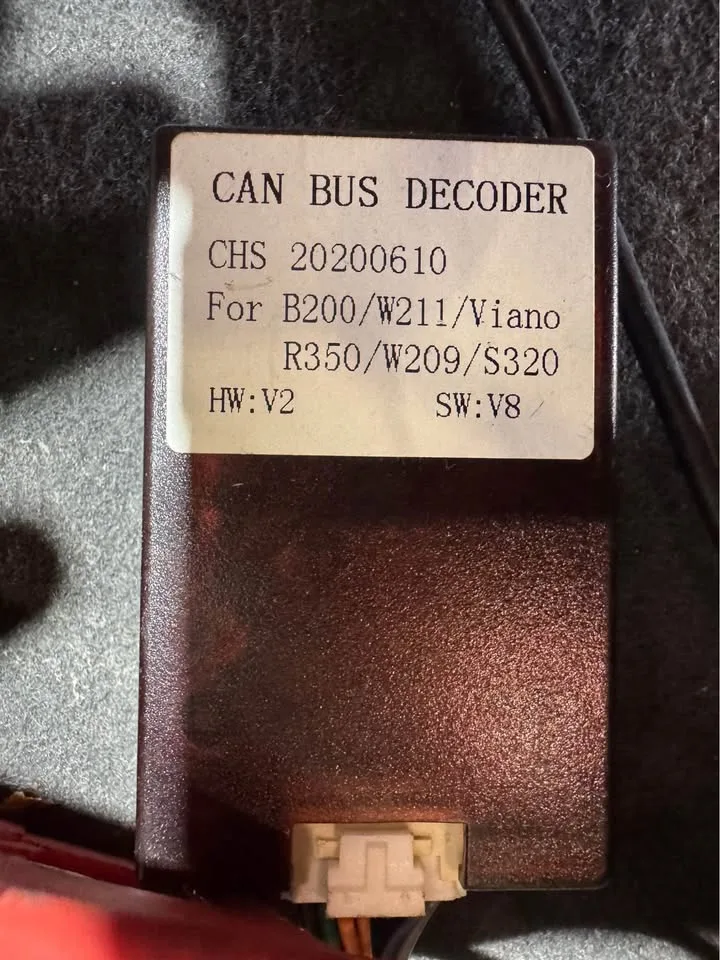 CAN BUS DECODER
CHS 20200610
For B200/W211/Viano
R350/W209/S320
HW:V2 SW:V8